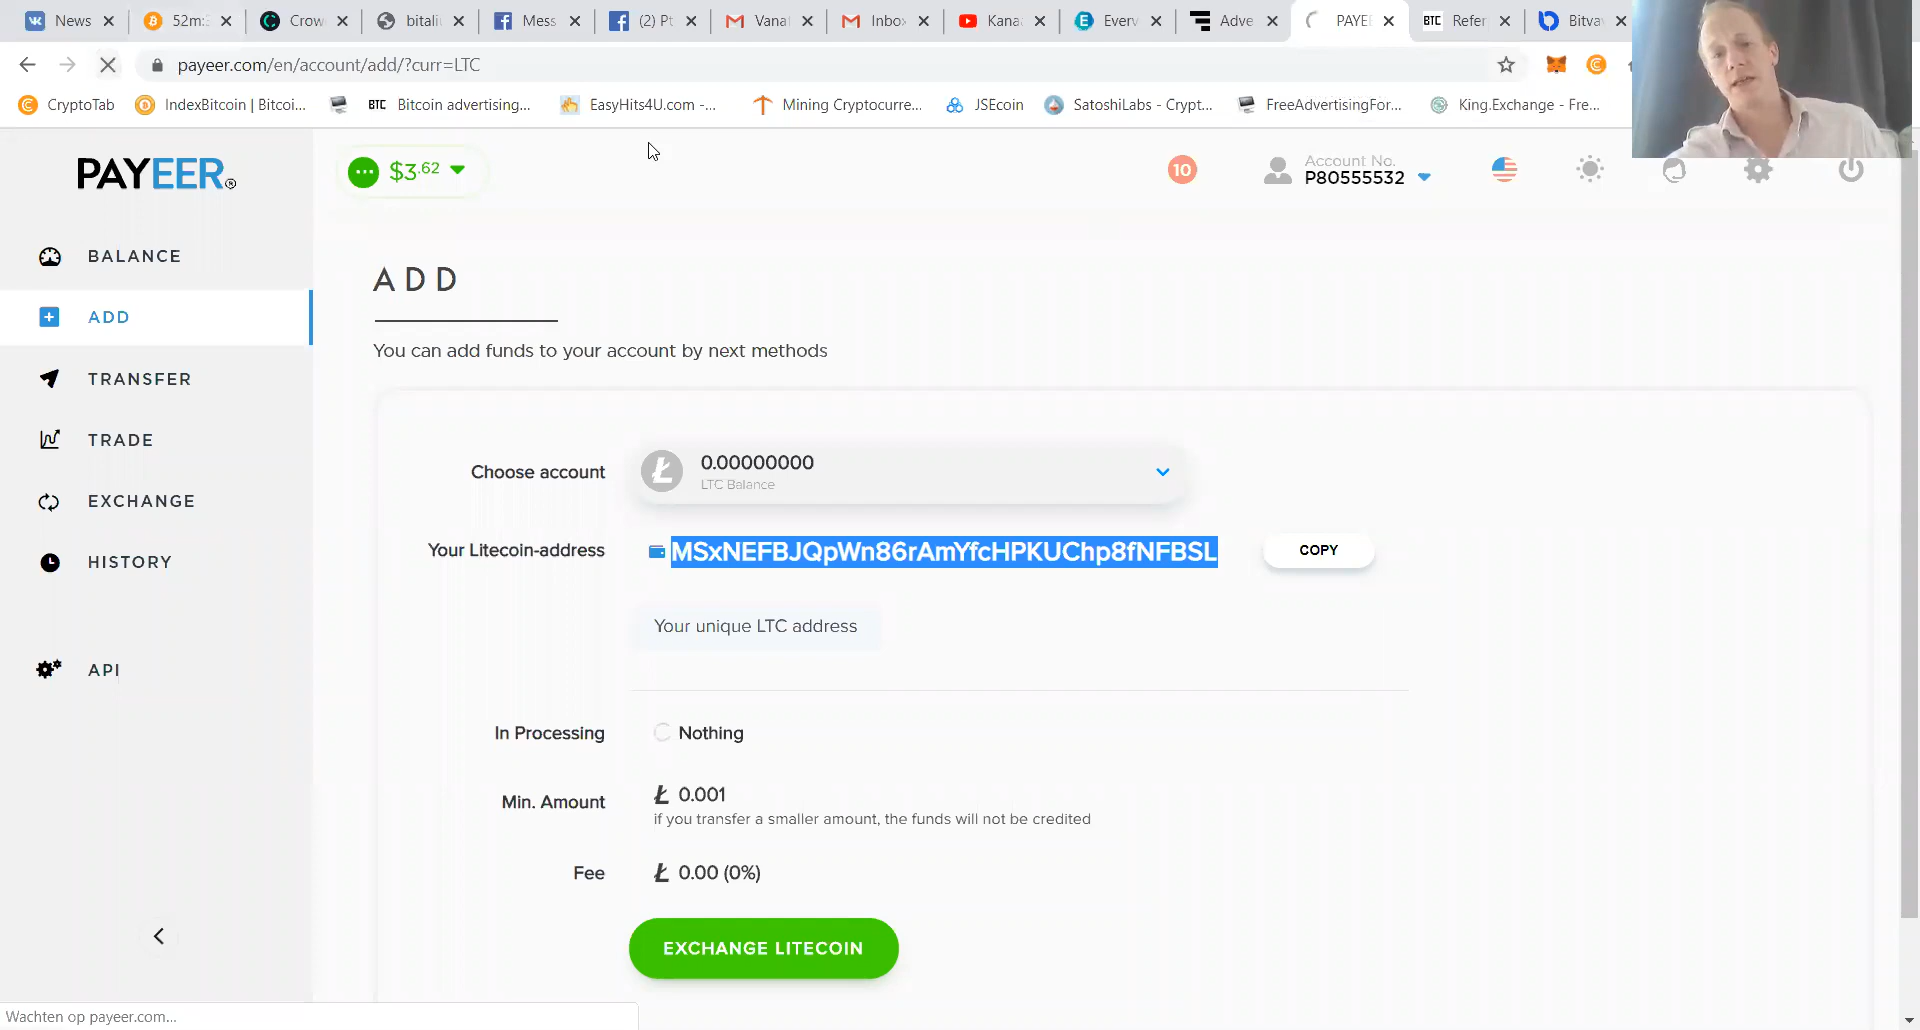 News
52m:
Crow
bitali
Mess
(2) Pt
Vana
Inbo
Kana
Everv
Adve
PAYEE
BTC Refer
Bitva
payeer.com/en/account/add/?curr=LTC
CryptoTab
IndexBitcoin | Bitcoi...
BTC Bitcoin advertising...
EasyHits4U.com -...
Mining Cryptocurre...
JSEcoin
SatoshiLabs - Crypt...
FreeAdvertisingFor...
King.Exchange - Fre...
PAYEER®
$3.62
10
Account No.
P80555532
BALANCE
ADD
TRANSFER
TRADE
EXCHANGE
HISTORY
API
ADD
You can add funds to your account by next methods
Choose account
0.00000000
LTC Balance
Your Litecoin-address
MSxNEFBJQpWn86rAmYfcHPKUChp8fNFBSL
COPY
Your unique LTC address
In Processing
Nothing
Min. Amount
Ł 0.001
if you transfer a smaller amount, the funds will not be credited
Fee
Ł 0.00 (0%)
EXCHANGE LITECOIN
Wachten op payeer.com...